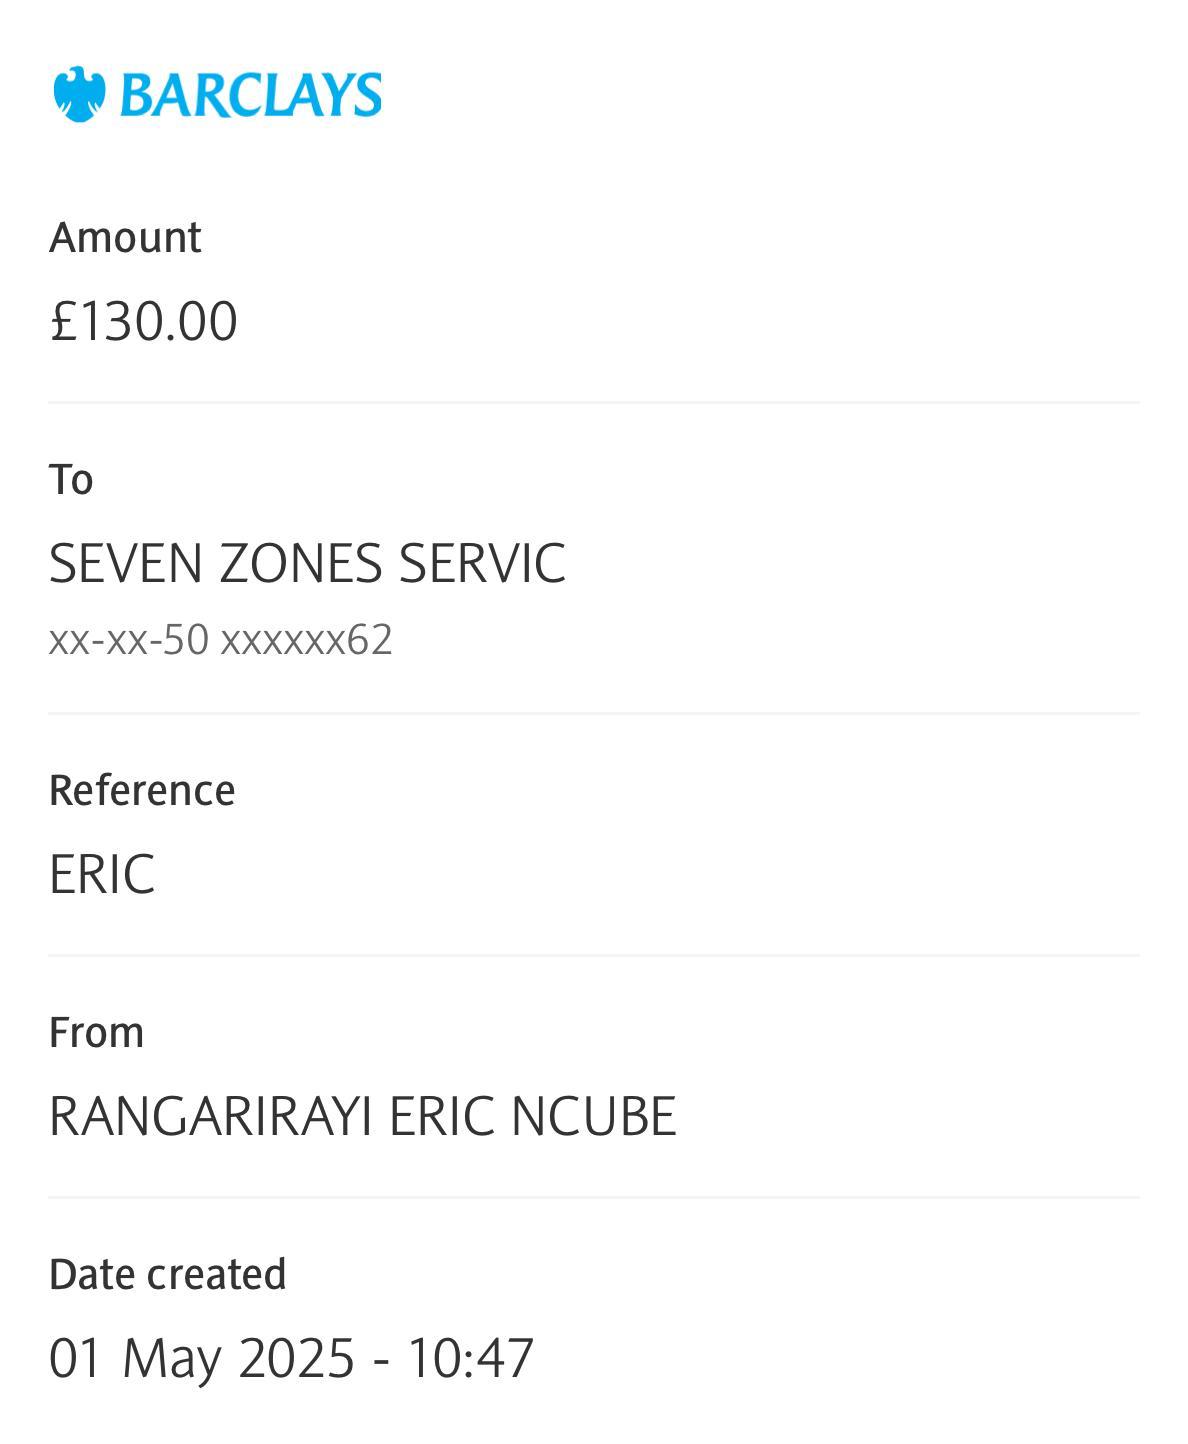 BARCLAYS
Amount
£130.00
To
SEVEN ZONES SERVIC
xx-xx-50 xxxxxx62
Reference
ERIC
From
RANGARIRAYI ERIC NCUBE
Date created
01 May 2025 - 10:47